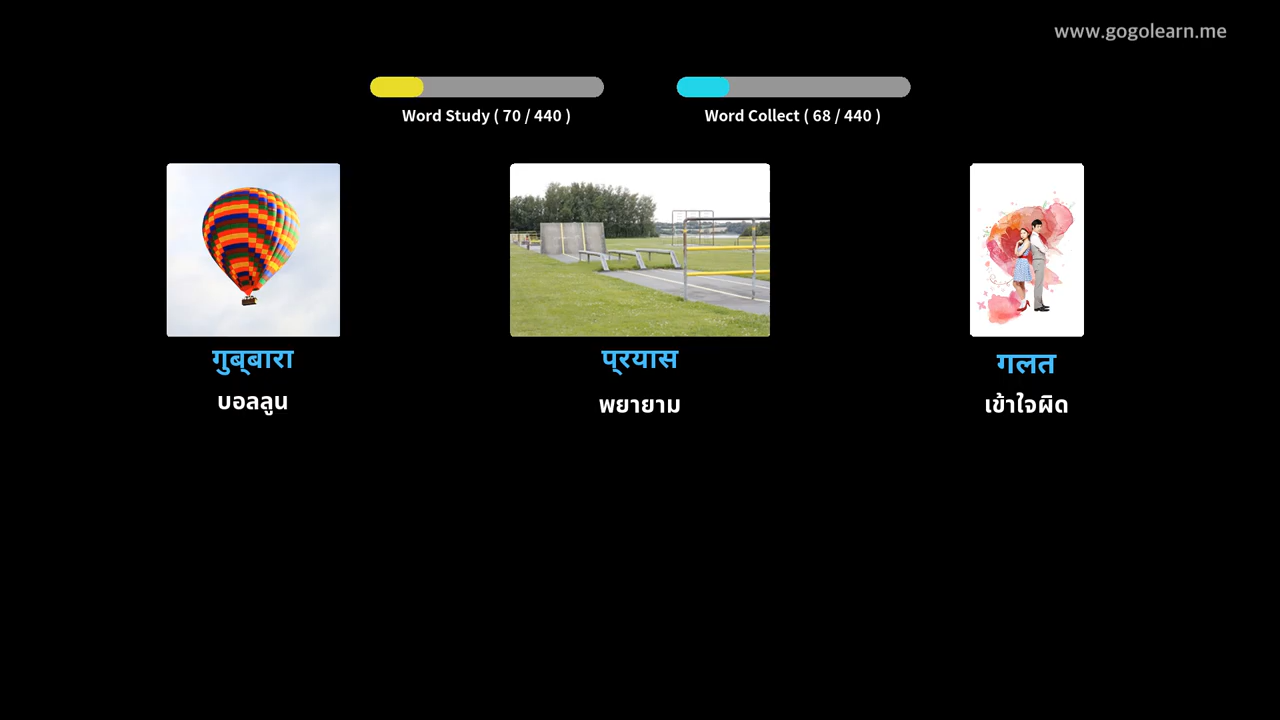 www.gogolearn.me
Word Study ( 70 / 440 )
Word Collect ( 68 / 440 )
गुब्बारा
प्रयास
गलत
บอลลูน
พยายาม
เข้าใจผิด